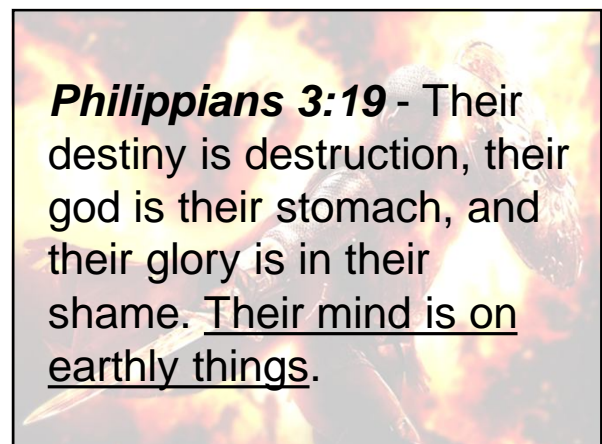 Philippians 3:19 - Their
destiny is destruction, their
god is their stomach, and
their glory is in their
shame. Their mind is on
earthly things.